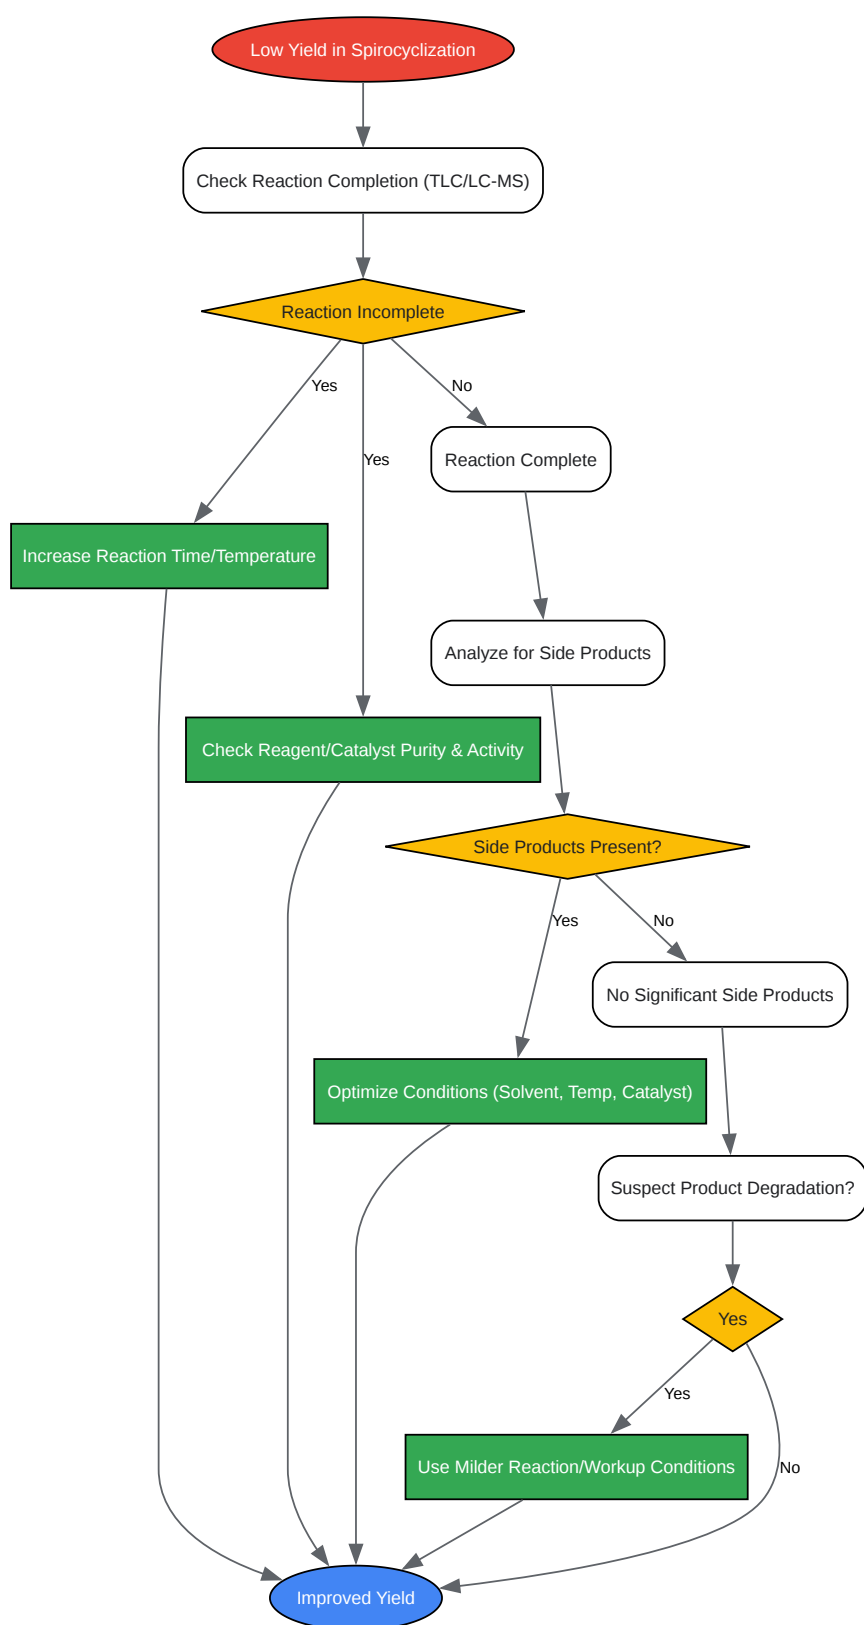 Low Yield in Spirocyclization
Check Reaction Completion (TLC/LC-MS)
Reaction Incomplete
Yes
No
Yes
Reaction Complete
Increase Reaction Time/Temperature
Analyze for Side Products
Check Reagent/Catalyst Purity & Activity
Side Products Present?
Yes
No
No Significant Side Products
Optimize Conditions (Solvent, Temp, Catalyst)
Suspect Product Degradation?
Yes
Yes
No
Use Milder Reaction/Workup Conditions
Improved Yield